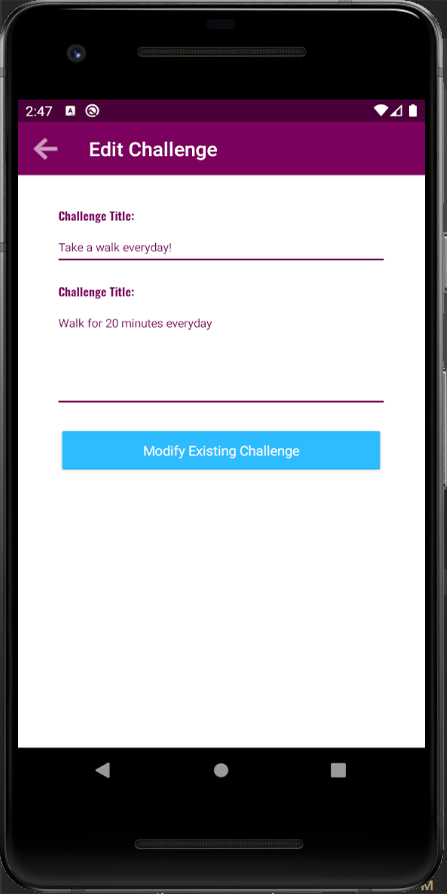 2:47
Edit Challenge
Challenge Title:
Take a walk everyday!
Challenge Title:
Walk for 20 minutes everyday
Modify Existing Challenge